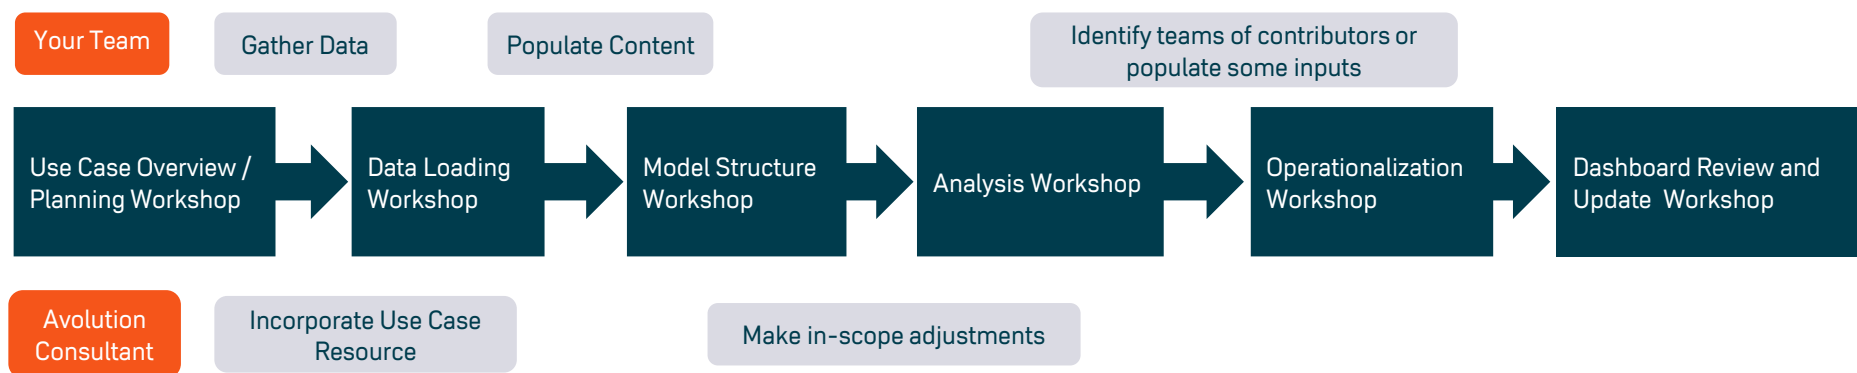 Your Team
Gather Data
Populate Content
Identify teams of contributors or
populate some inputs
Use Case Overview /
Planning Workshop
Data Loading
Workshop
Model Structure
Workshop
Analysis Workshop
Operationalization
Workshop
Dashboard Review and
Update Workshop
Avolution
Consultant
Incorporate Use Case
Resource
Make in-scope adjustments